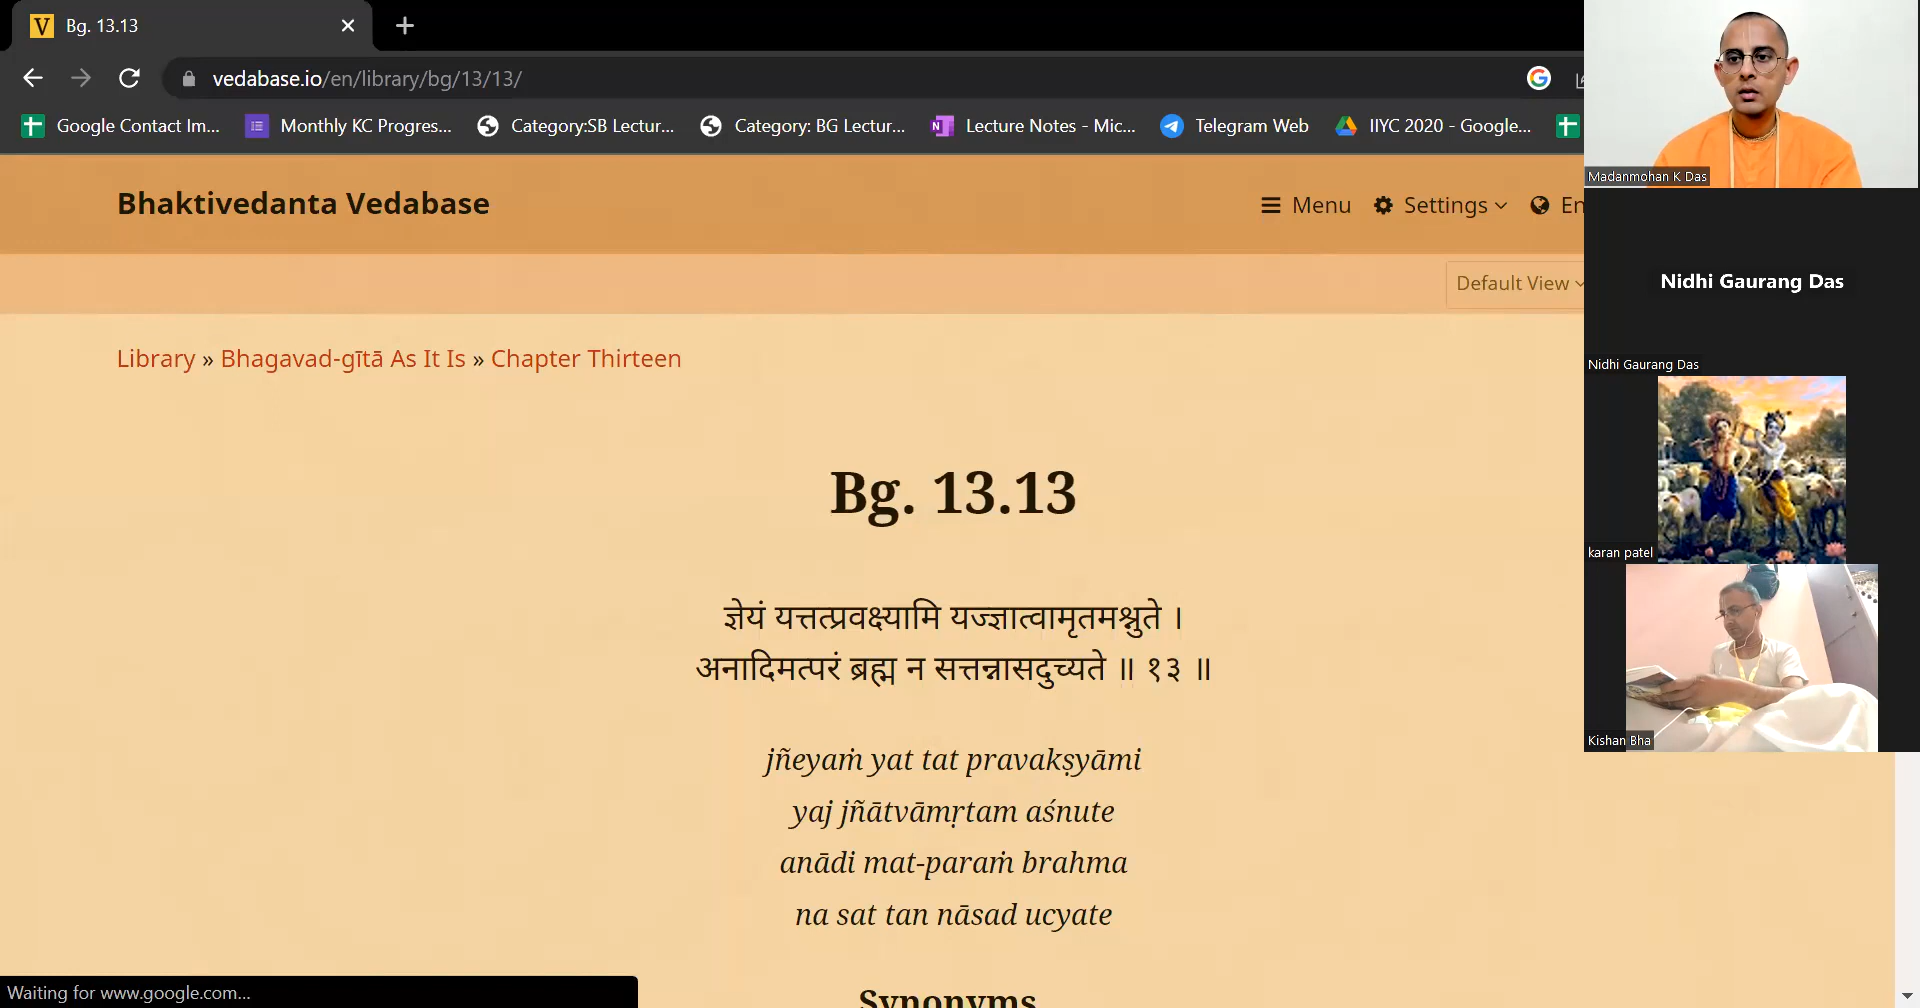 Bg. 13.13
vedabase.io/en/library/bg/13/13/
Google Contact Im... Monthly KC Progres... Category:SB Lectur... Category: BG Lectur... Lecture Notes - Mic... Telegram Web IIYC 2020 - Google...
Bhaktivedanta Vedabase
Menu Settings En
Default View
Library » Bhagavad-gītā As It Is » Chapter Thirteen
Bg. 13.13
ज्ञेयं यत्तत्प्रवक्ष्यामि यज्ज्ञात्वामृतमश्न‍ुते ।
अनादिमत्परं ब्रह्म न सत्तन्नासदुच्यते ॥ १३ ॥
jñeyaṁ yat tat pravakṣyāmi
yaj jñātvāmṛtam aśnute
anādi mat-paraṁ brahma
na sat tan nāsad ucyate
Synonyms
Waiting for www.google.com...
Madanmohan K Das
Nidhi Gaurang Das
Nidhi Gaurang Das
karan patel
Kishan Bha